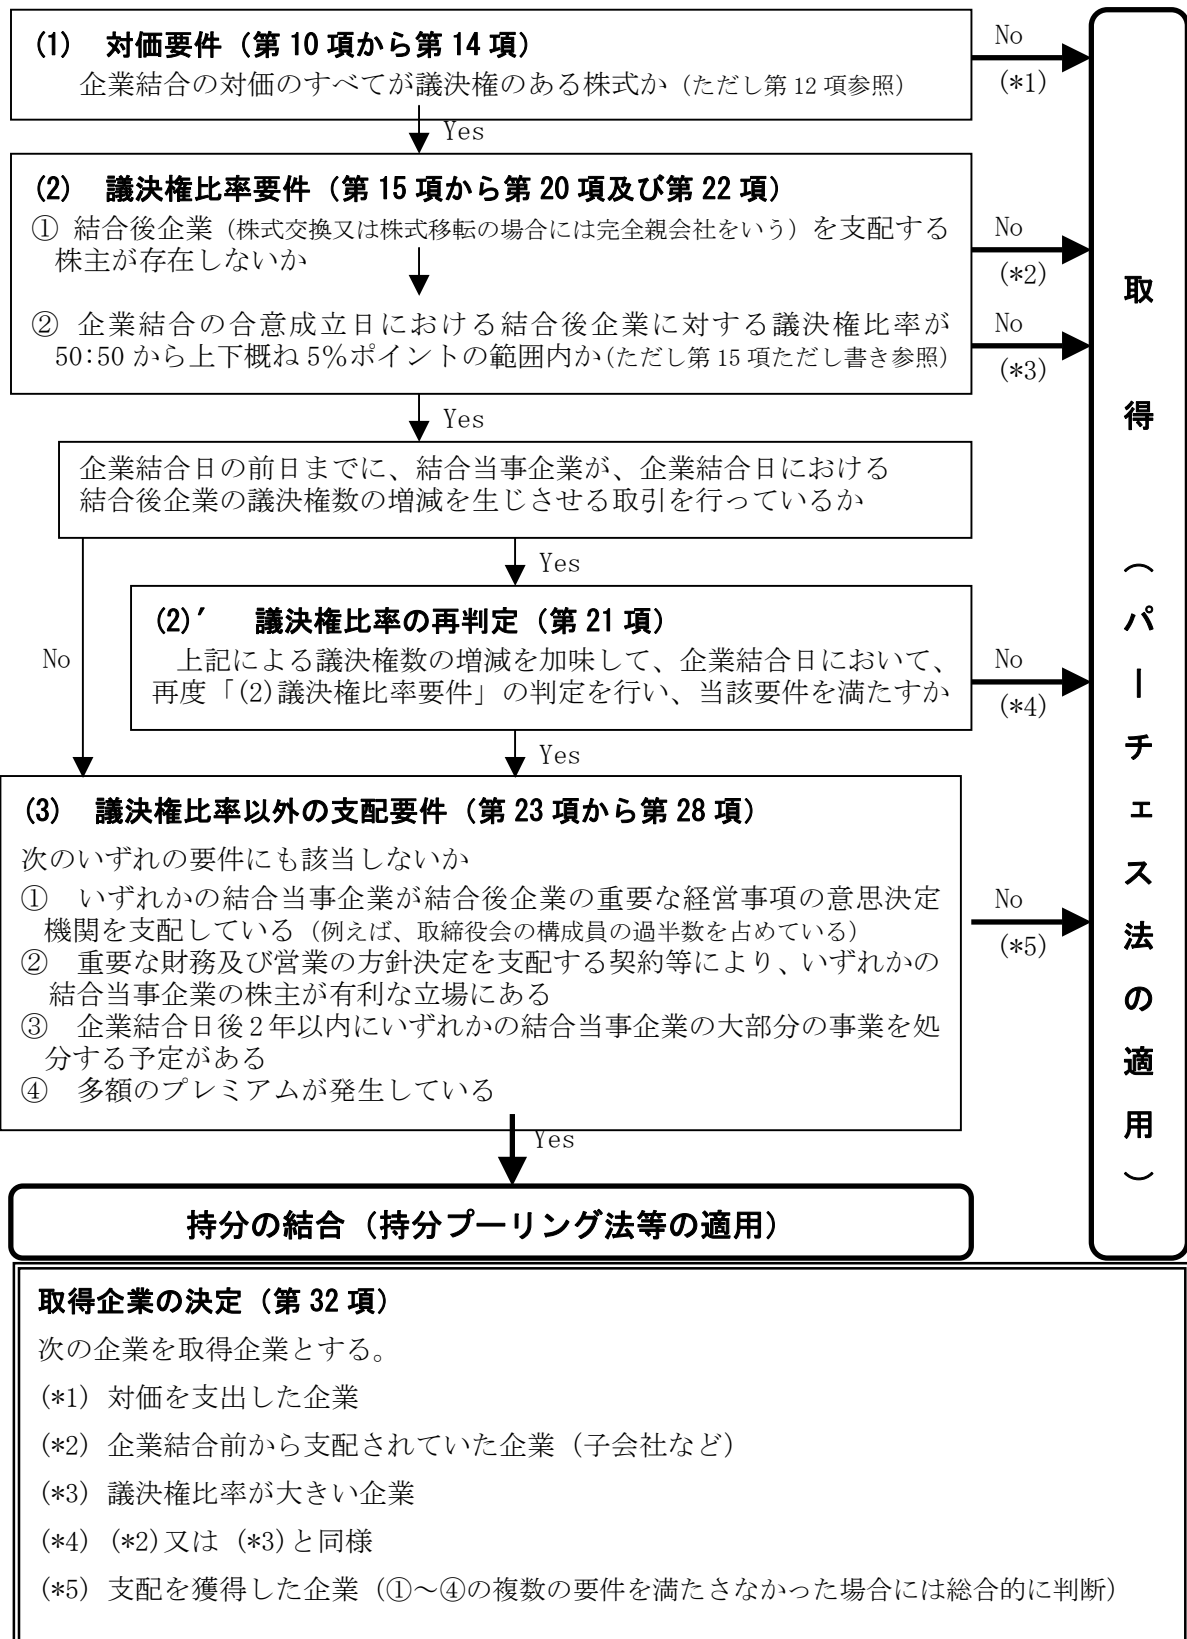 (1)　対価要件（第 10 項から第 14 項）
企業結合の対価のすべてが議決権のある株式か（ただし第 12 項参照）
No
(*1)
Yes
(2)　議決権比率要件（第 15 項から第 20 項及び第 22 項）
① 結合後企業（株式交換又は株式移転の場合には完全親会社をいう）を支配する
株主が存在しないか
No
(*2)
② 企業結合の合意成立日における結合後企業に対する議決権比率が
50:50 から上下概ね 5％ポイントの範囲内か（ただし第 15 項ただし書き参照）
No
(*3)
Yes
企業結合日の前日までに、結合当事企業が、企業結合日における
結合後企業の議決権数の増減を生じさせる取引を行っているか
Yes
No
(2)′　議決権比率の再判定（第 21 項）
上記による議決権数の増減を加味して、企業結合日において、
再度「(2)議決権比率要件」の判定を行い、当該要件を満たすか
No
(*4)
Yes
(3)　議決権比率以外の支配要件（第 23 項から第 28 項）
次のいずれの要件にも該当しないか
①　いずれかの結合当事企業が結合後企業の重要な経営事項の意思決定
機関を支配している（例えば、取締役会の構成員の過半数を占めている）
②　重要な財務及び営業の方針決定を支配する契約等により、いずれかの
結合当事企業の株主が有利な立場にある
③　企業結合日後２年以内にいずれかの結合当事企業の大部分の事業を処
分する予定がある
④　多額のプレミアムが発生している
No
(*5)
Yes
取得（パーチェス法の適用）
持分の結合（持分プーリング法等の適用）
取得企業の決定（第 32 項）
次の企業を取得企業とする。
(*1) 対価を支出した企業
(*2) 企業結合前から支配されていた企業（子会社など）
(*3) 議決権比率が大きい企業
(*4) (*2)又は (*3)と同様
(*5) 支配を獲得した企業（①～④の複数の要件を満たさなかった場合には総合的に判断）